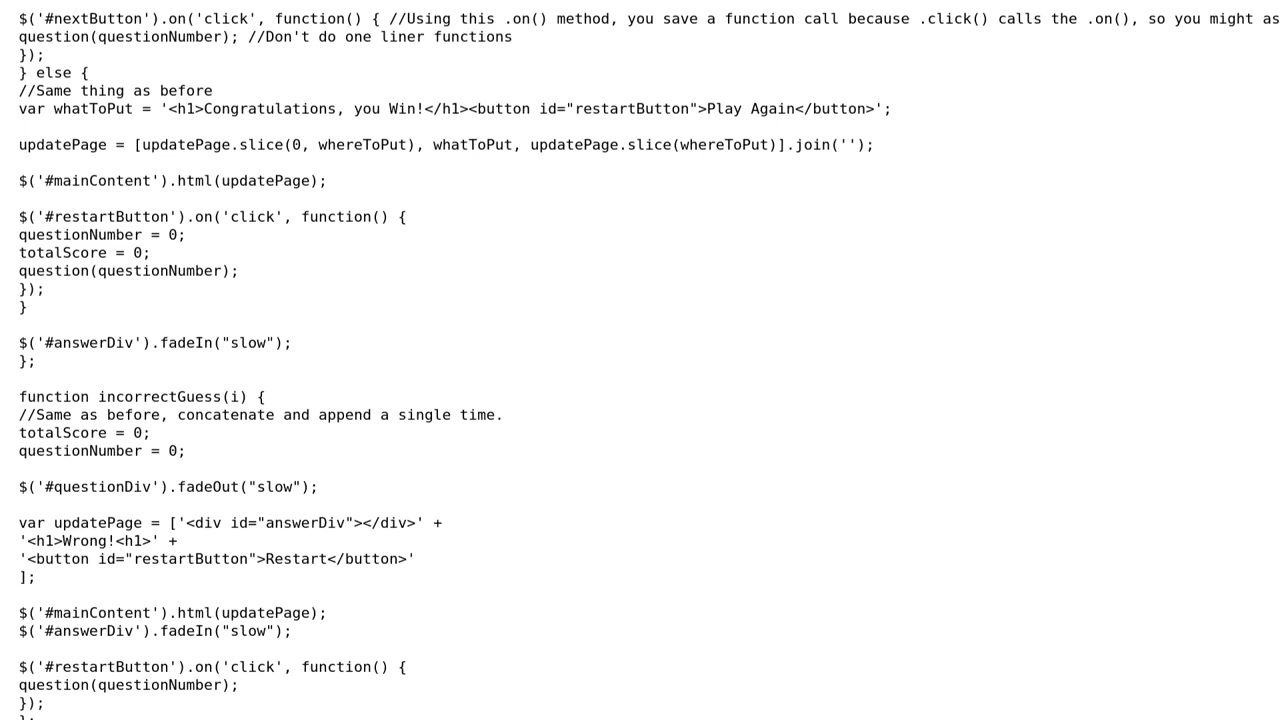 $('#nextButton').on('click', function() { //Using this .on() method, you save a function call because .click() calls the .on(), so you might as
question(questionNumber); //Don't do one liner functions
});
} else {
//Same thing as before
var whatToPut = '<h1>Congratulations, you Win!</h1><button id="restartButton">Play Again</button>';
updatePage = [updatePage.slice(0, whereToPut), whatToPut, updatePage.slice(whereToPut)].join('');
$('#mainContent').html(updatePage);
$('#restartButton').on('click', function() {
questionNumber = 0;
totalScore = 0;
question(questionNumber);
});
}
$('#answerDiv').fadeIn("slow");
};
function incorrectGuess(i) {
//Same as before, concatenate and append a single time.
totalScore = 0;
questionNumber = 0;
$('#questionDiv').fadeOut("slow");
var updatePage = ['<div id="answerDiv"></div>' +
'<h1>Wrong!<h1>' +
'<button id="restartButton">Restart</button>'
];
$('#mainContent').html(updatePage);
$('#answerDiv').fadeIn("slow");
$('#restartButton').on('click', function() {
question(questionNumber);
});